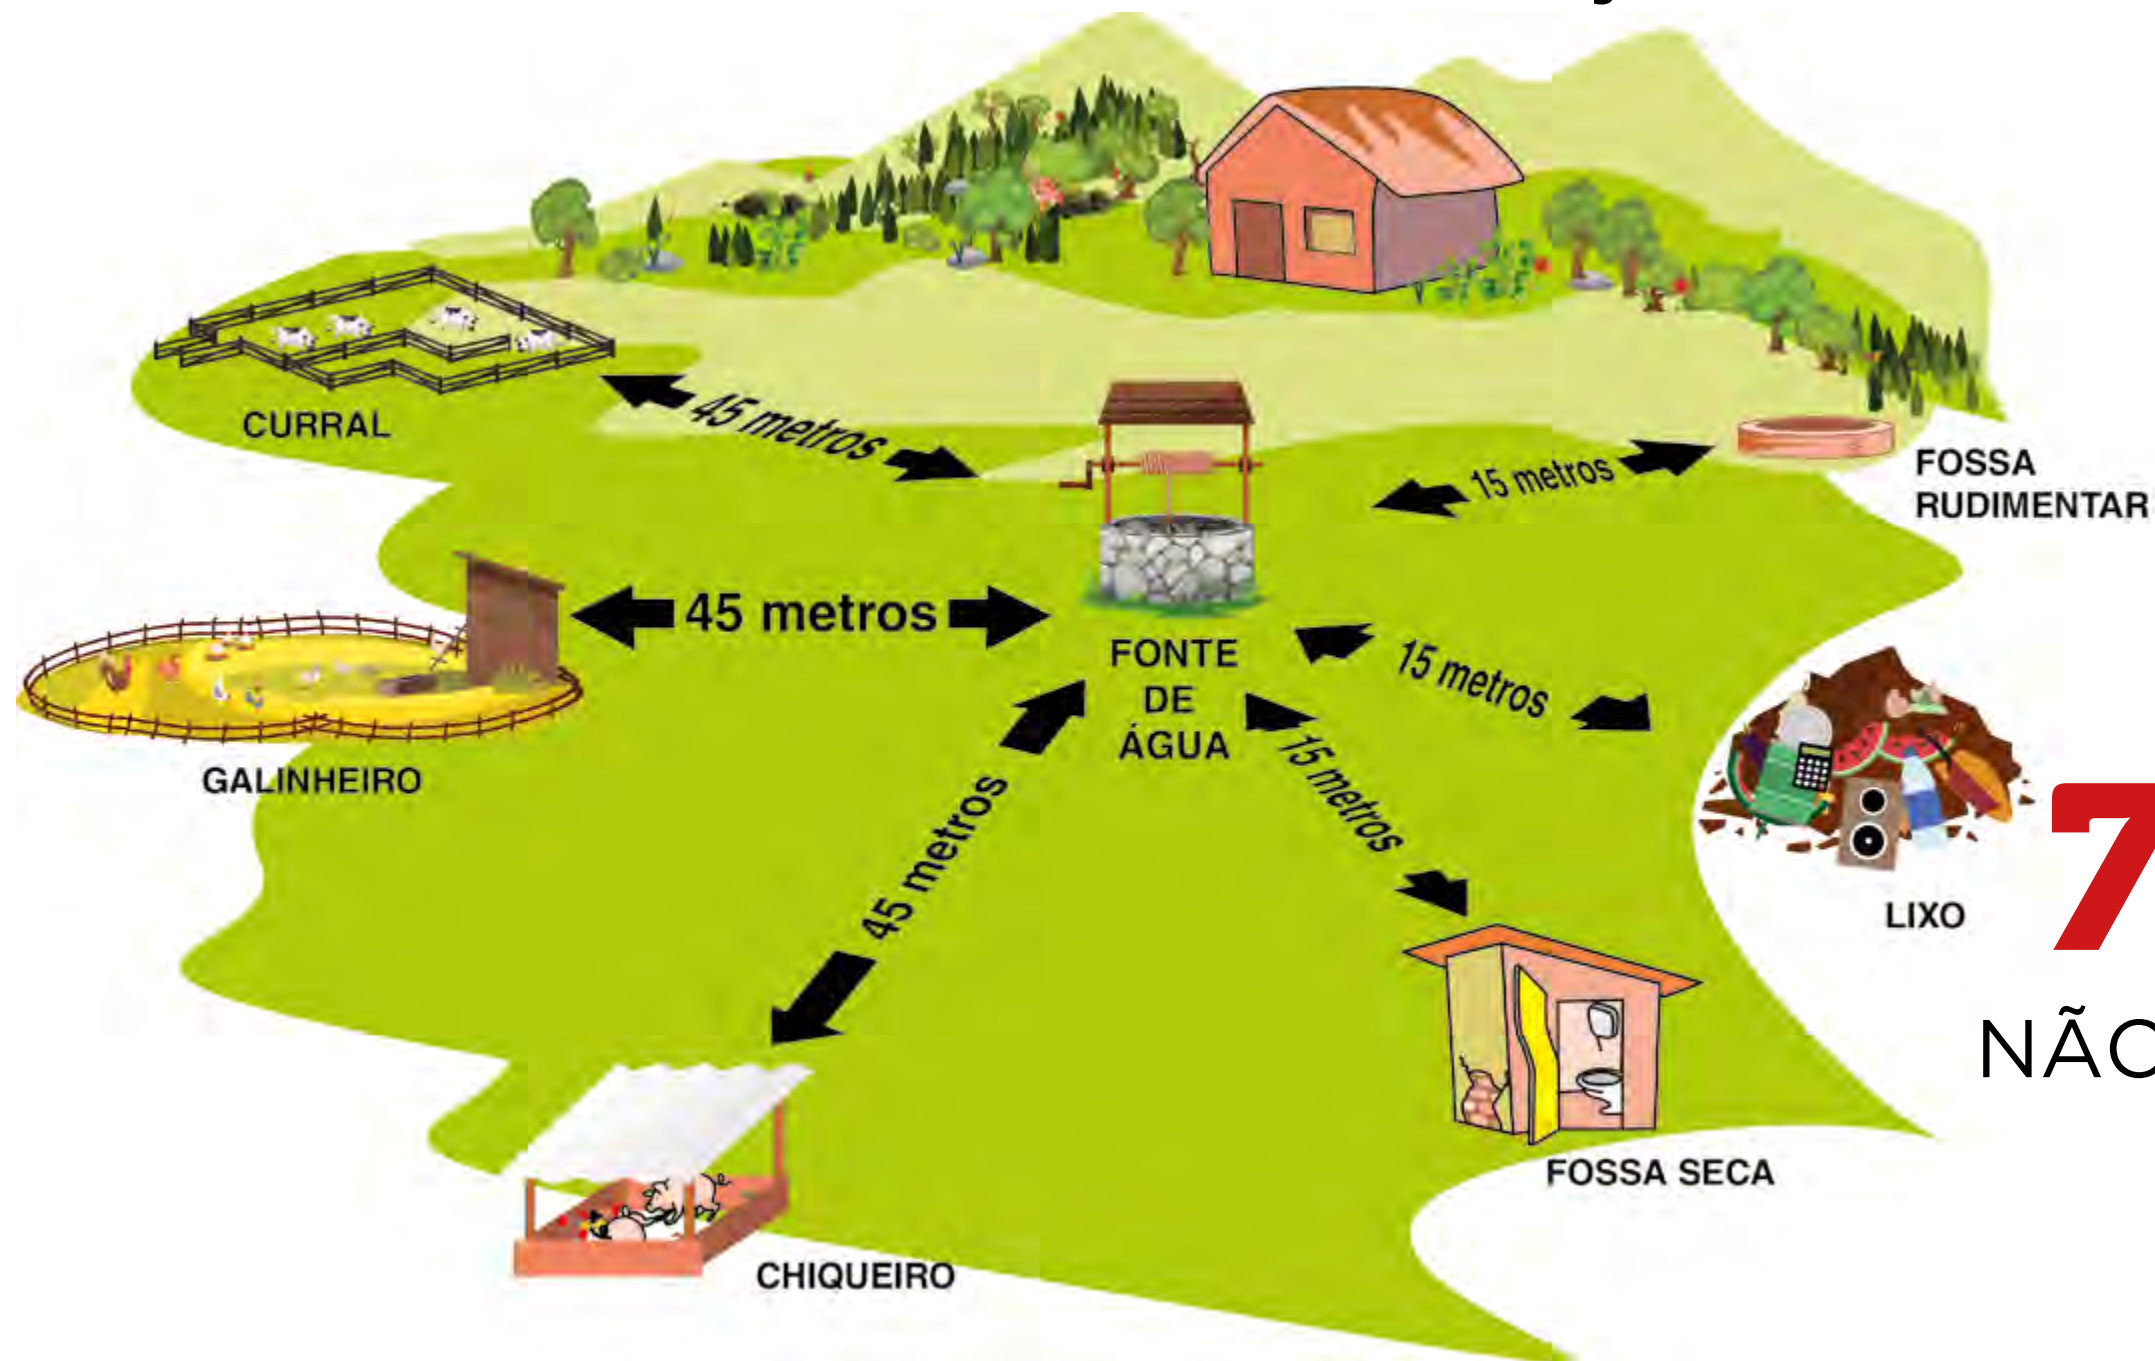 CURRAL
45 metros
15 metros
FOSSA
RUDIMENTAR
45 metros
FONTE
DE
ÁGUA
15 metros
GALINHEIRO
45 metros
15 metros
7
LIXO
NÃO
FOSSA SECA
CHIQUEIRO